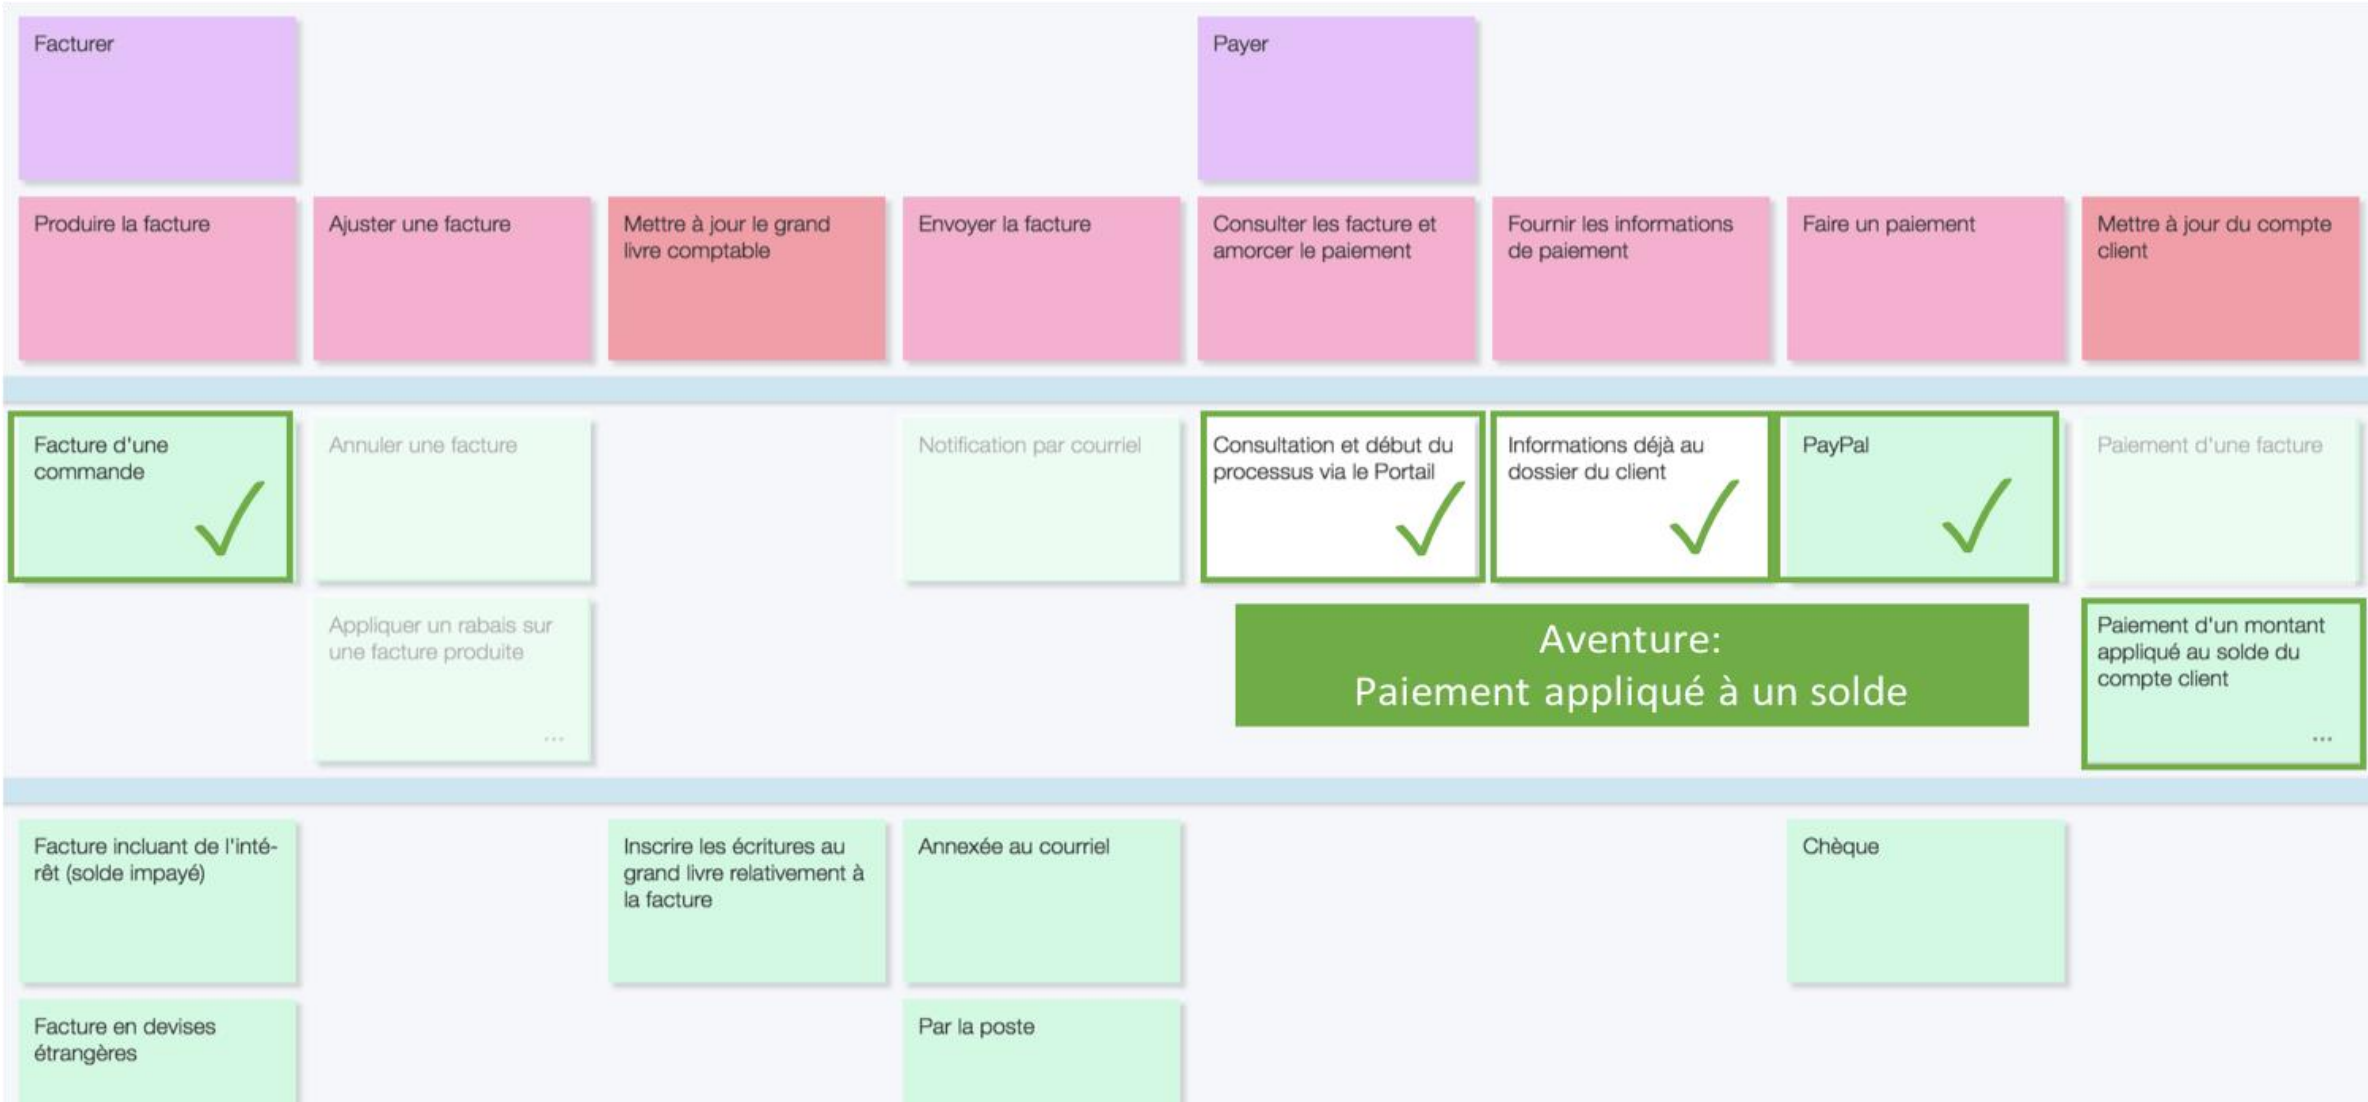 Facturer
Payer
Produire la facture
Ajuster une facture
Mettre à jour le grand
livre comptable
Envoyer la facture
Consulter les facture et
amorcer le paiement
Fournir les informations
de paiement
Faire un paiement
Mettre à jour du compte
client
Facture d'une
commande
Annuler une facture
Notification par courriel
Consultation et début du
processus via le Portail
Informations déjà au
dossier du client
PayPal
Paiement d'une facture
Appliquer un rabais sur
une facture produite
...
Aventure:
Paiement appliqué à un solde
Paiement d'un montant
appliqué au solde du
compte client
...
Facture incluant de l'inté-
rêt (solde impayé)
Inscrire les écritures au
grand livre relativement à
la facture
Annexée au courriel
Chèque
Facture en devises
étrangères
Par la poste